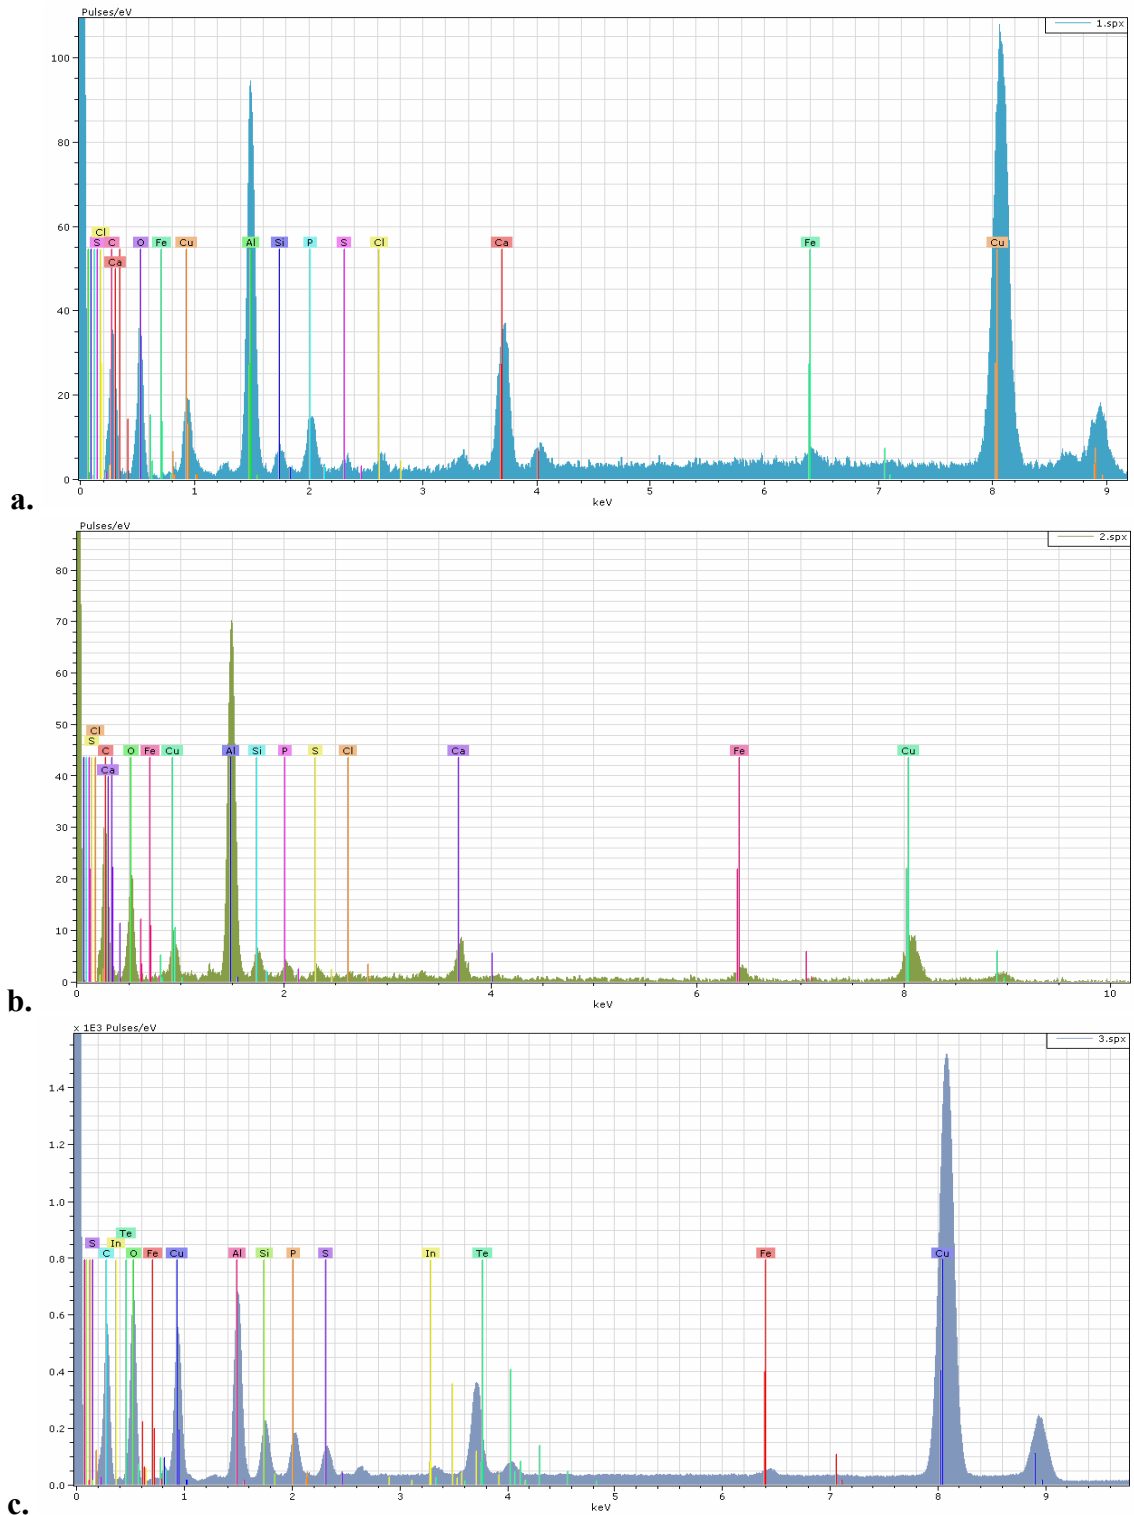 Pulses/eV
1.spx
100
80
60
40
20
0
Cl
S C O Fe Cu Al Si P S Cl Ca Fe Cu
Ca
0 1 2 3 4 5 6 7 8 9
keV
a.
Pulses/eV
2.spx
80
70
60
50
40
30
20
10
0
Cl
S
C O Fe Cu Al Si P S Cl Ca Fe Cu
Ca
0 2 4 6 8 10
keV
b.
x 1E3 Pulses/eV
3.spx
1.4
1.2
1.0
0.8
0.6
0.4
0.2
0.0
Te
S In
C O Fe Cu Al Si P S In Te Fe Cu
0 1 2 3 4 5 6 7 8 9
keV
c.